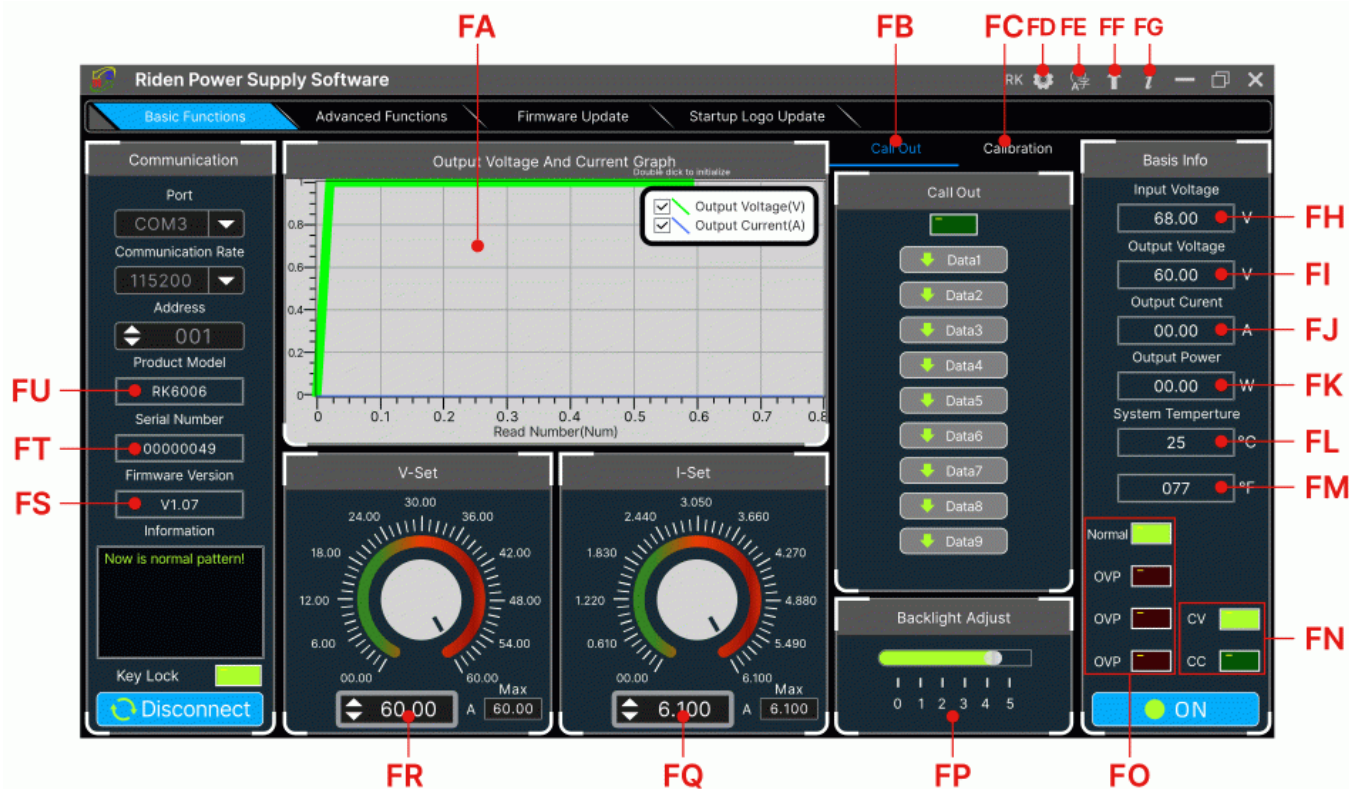 FA FB FC FD FE FF FG
Riden Power Supply Software RK
Basic Functions Advanced Functions Firmware Update Startup Logo Update
Communication
Port
COM3
Communication Rate
115200
Address
001
Product Model
FU RK6006
Serial Number
FT 00000049
Firmware Version
FS V1.07
Information
Now is normal pattern!
Key Lock
Disconnect
Output Voltage And Current Graph
Double dick to initialize
Output Voltage(V)
Output Current(A)
1
0.8
0.6
0.4
0.2
0
0 0.1 0.2 0.3 0.4 0.5 0.6 0.7 0.8
Read Number(Num)
V-Set
30.00
24.00 36.00
18.00 42.00
12.00 48.00
6.00 54.00
00.00 60.00
Max
60.00 A 60.00
FR
I-Set
3.050
2.440 3.660
1.830 4.270
1.220 4.880
0.610 5.490
00.00 6.100
Max
6.100 A 6.100
FQ
Call Out Calibration
Call Out
Data1
Data2
Data3
Data4
Data5
Data6
Data7
Data8
Data9
Backlight Adjust
0 1 2 3 4 5
FP
Basis Info
Input Voltage
68.00 V FH
Output Voltage
60.00 V FI
Output Curent
00.00 A FJ
Output Power
00.00 W FK
System Temperture
25 °C FL
077 °F FM
Normal
OVP
OVP CV
OVP CC
FN
ON
FO